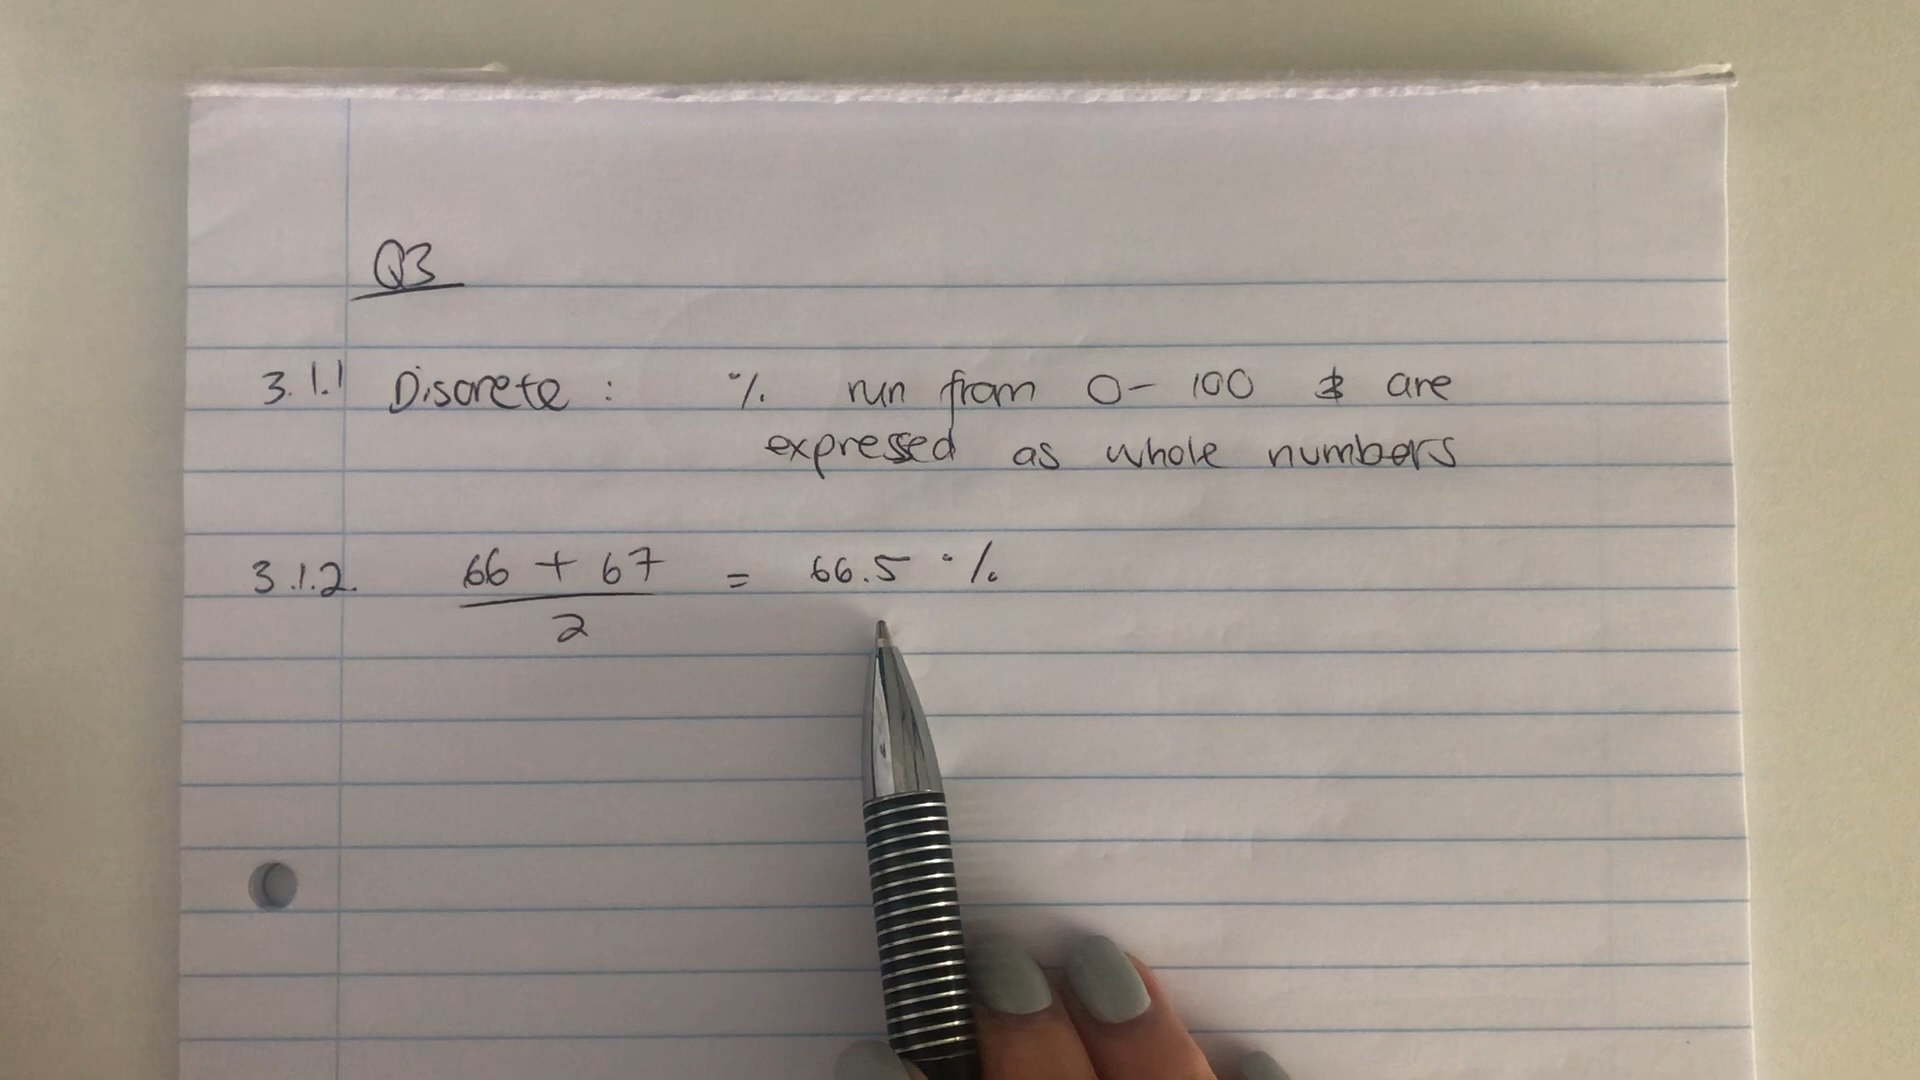 Q3
3.1.1 Discrete : % run from 0 - 100 & are
expressed as whole numbers
3.1.2. 66 + 67 = 66.5 %
2